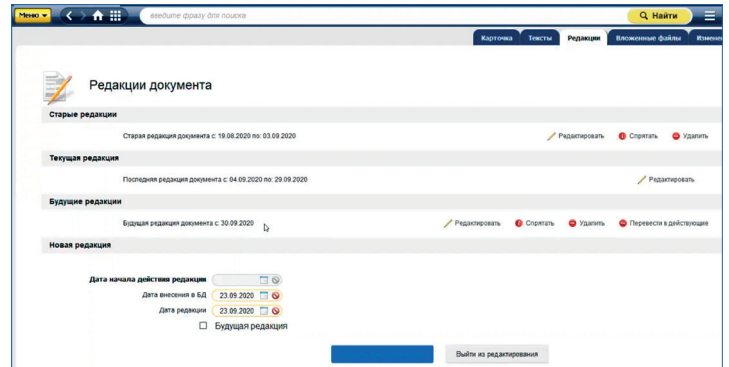 Меню
введите фразу для поиска
Найти
Карточка Тексты Редакции Вложенные файлы Измене
Редакции документа
Старые редакции
Старая редакция документа с: 19.08.2020 по: 03.09.2020 Редактировать Спрятать Удалить
Текущая редакция
Последняя редакция документа с: 04.09.2020 по: 29.09.2020 Редактировать
Будущие редакции
Будущая редакция документа с: 30.09.2020 Редактировать Спрятать Удалить Перевести в действующие
Новая редакция
Дата начала действия редакции
Дата внесения в БД 23.09.2020
Дата редакции 23.09.2020
Будущая редакция
Выйти из редактирования